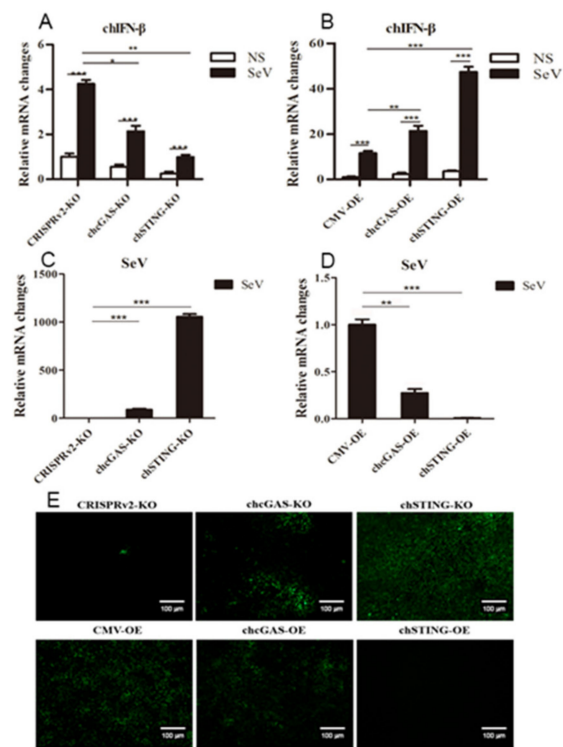 A
chIFN-β
Relative mRNA changes
6
4
2
0
***
***
***
*
**
NS
SeV
CRISPRv2-KO
chcGAS-KO
chSTING-KO
B
chIFN-β
Relative mRNA changes
60
40
20
0
***
***
***
**
***
NS
SeV
CMV-OE
chcGAS-OE
chSTING-OE
C
SeV
Relative mRNA changes
1500
1000
500
0
***
***
SeV
CRISPRv2-KO
chcGAS-KO
chSTING-KO
D
SeV
Relative mRNA changes
1.5
1.0
0.5
0.0
**
***
SeV
CMV-OE
chcGAS-OE
chSTING-OE
E
CRISPRv2-KO
chcGAS-KO
chSTING-KO
100 μm
100 μm
100 μm
CMV-OE
chcGAS-OE
chSTING-OE
100 μm
100 μm
100 μm